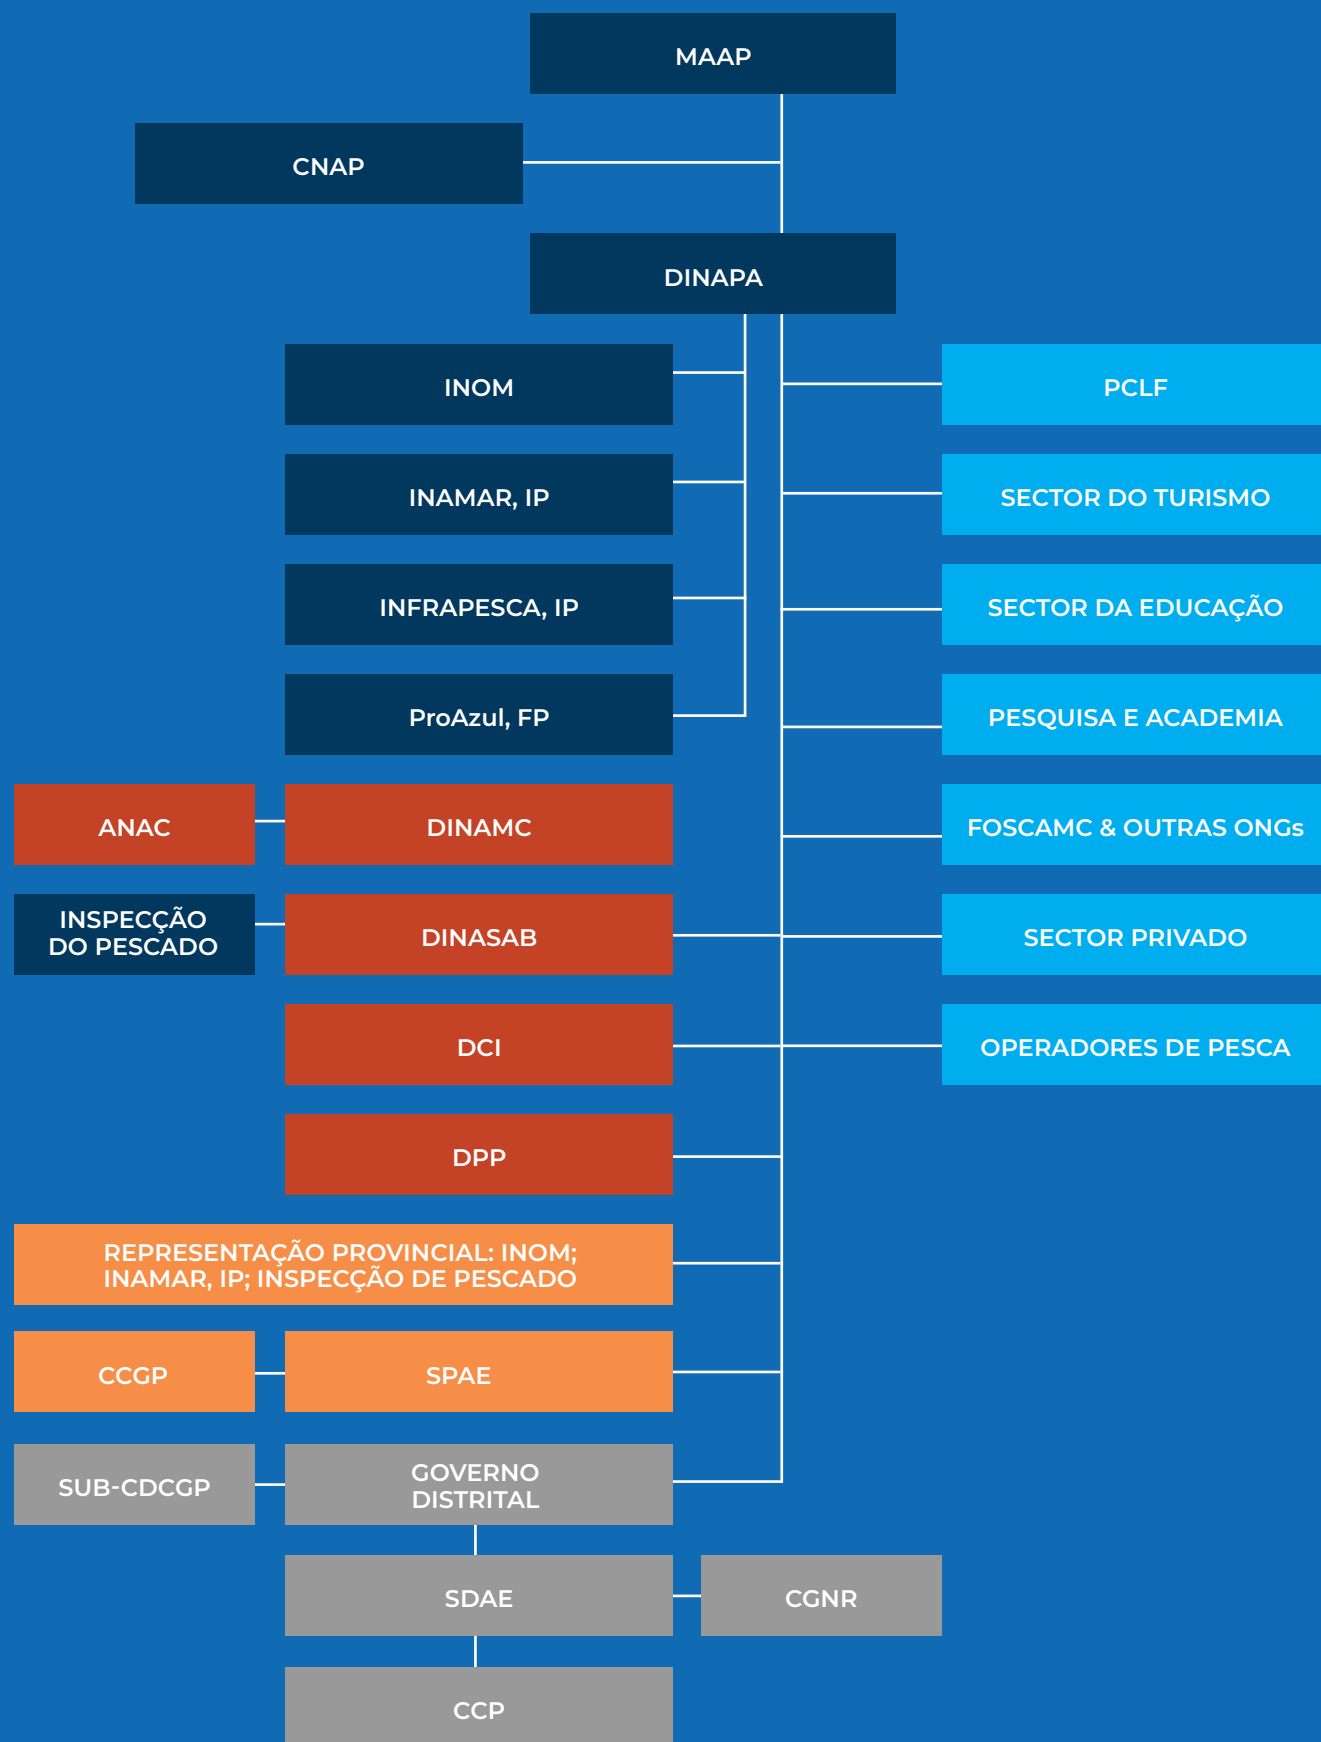 MAAP
CNAP
DINAPA
INOM
PCLF
INAMAR, IP
SECTOR DO TURISMO
INFRAPESCA, IP
SECTOR DA EDUCAÇÃO
ProAzul, FP
PESQUISA E ACADEMIA
ANAC
DINAMC
FOSCAMC & OUTRAS ONGs
INSPECÇÃO
DO PESCADO
DINASAB
SECTOR PRIVADO
DCI
OPERADORES DE PESCA
DPP
REPRESENTAÇÃO PROVINCIAL: INOM;
INAMAR, IP; INSPECÇÃO DE PESCADO
CCGP
SPAE
SUB-CDCGP
GOVERNO
DISTRITAL
SDAE
CGNR
CCP